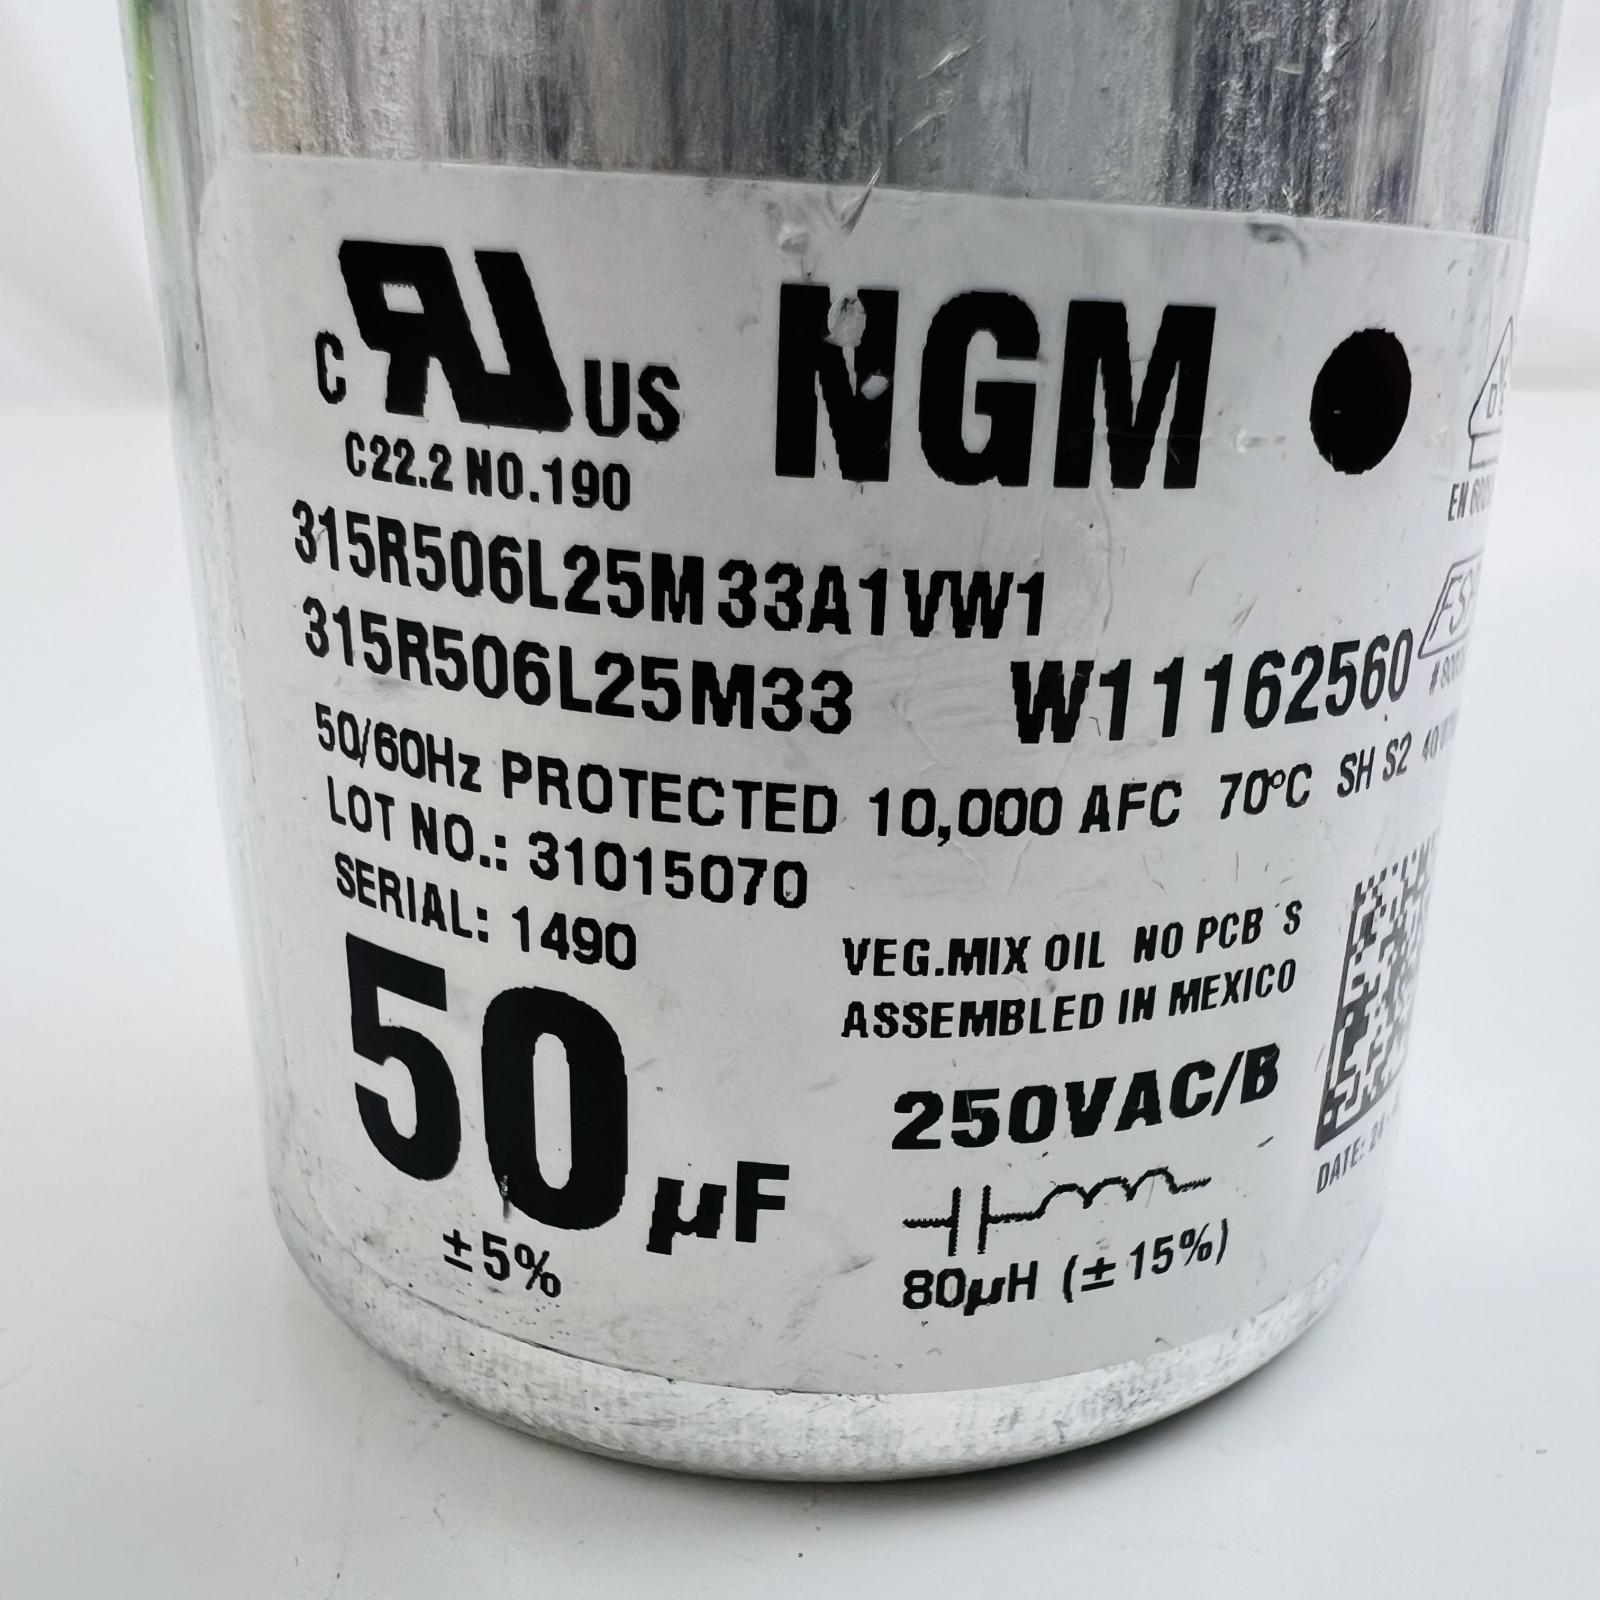 c RU US NGM
C22.2 NO.190
315R506L25M33A1VW1
315R506L25M33 W11162560
50/60Hz PROTECTED 10,000 AFC 70°C SH S2
LOT NO.: 31015070
SERIAL: 1490
VEG.MIX OIL NO PCB´S
ASSEMBLED IN MEXICO
50 µF
±5%
250VAC/B
80µH (±15%)
EN
DATE: